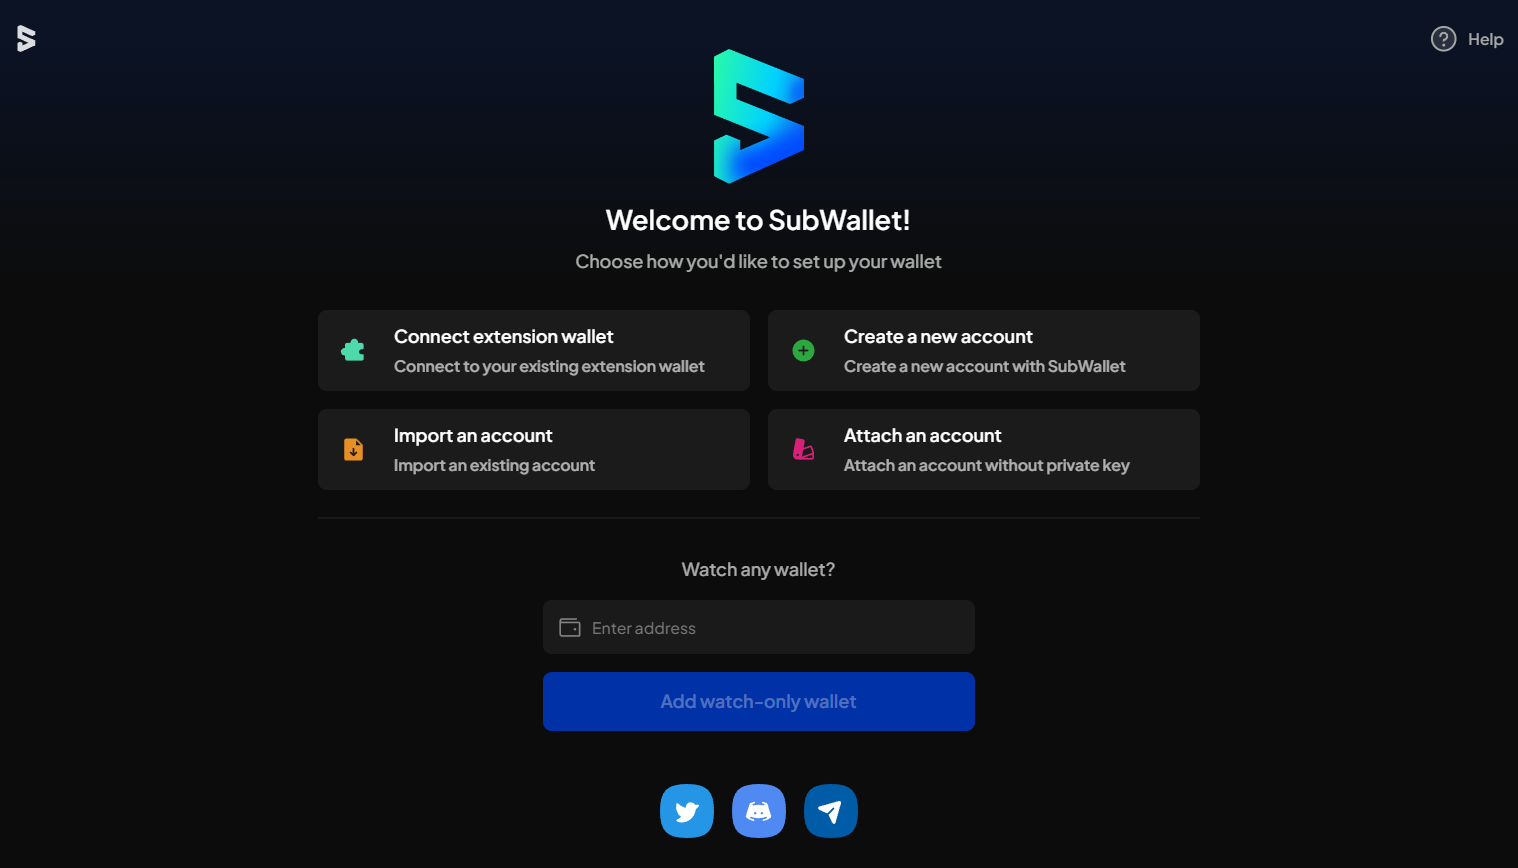 Help
Welcome to SubWallet!
Choose how you'd like to set up your wallet
Connect extension wallet
Connect to your existing extension wallet
Create a new account
Create a new account with SubWallet
Import an account
Import an existing account
Attach an account
Attach an account without private key
Watch any wallet?
Enter address
Add watch-only wallet